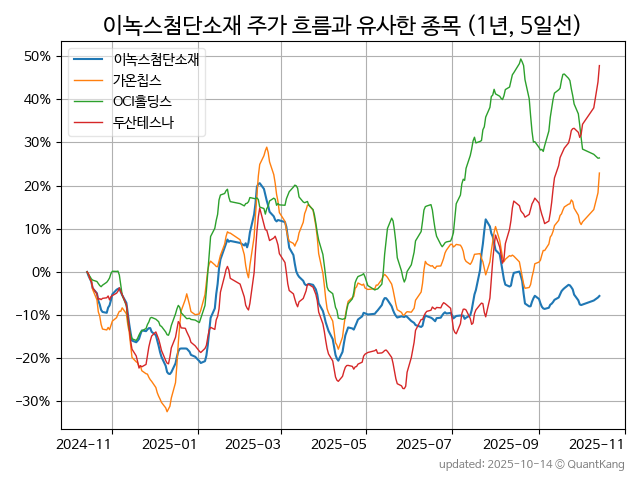 이녹스첨단소재 주가 흐름과 유사한 종목 (1년, 5일선)
50%
40%
30%
20%
10%
0%
−10%
−20%
−30%
이녹스첨단소재
가온칩스
OCI홀딩스
두산테스나
2024-11 2025-01 2025-03 2025-05 2025-07 2025-09 2025-11
updated: 2025-10-14 © QuantKang